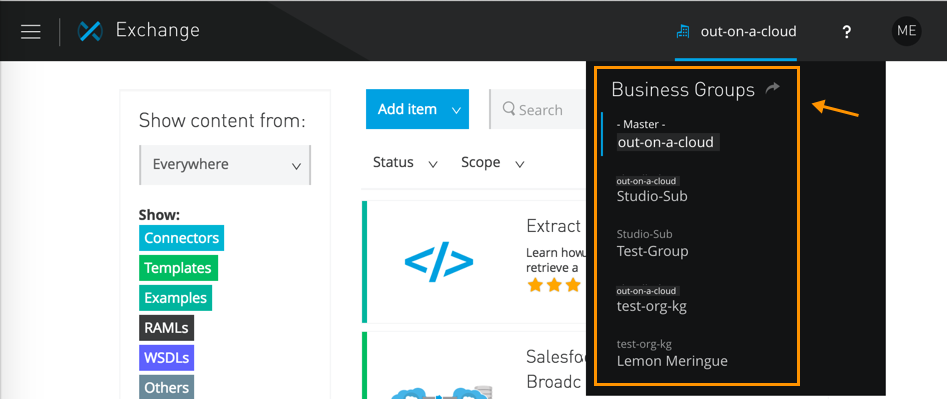 Exchange
out-on-a-cloud
?
ME
Show content from:
Everywhere
Show:
Connectors
Templates
Examples
RAMLs
WSDLs
Others
Add item
Search
Status
Scope
Extract
Learn how
retrieve a
</>
Salesfo
Broadc
Business Groups
- Master -
out-on-a-cloud
out-on-a-cloud
Studio-Sub
Studio-Sub
Test-Group
out-on-a-cloud
test-org-kg
test-org-kg
Lemon Meringue